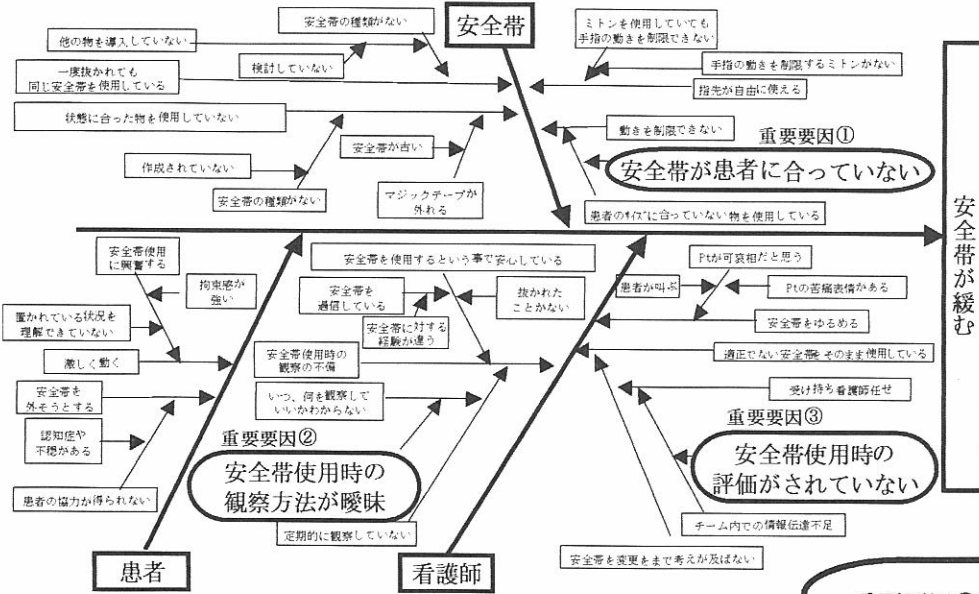 安全帯の種類がない
安全帯
ミトンを使用していても
手指の動きを制限できない
他の物を導入していない
検討していない
手指の動きを制限するミトンがない
一度抜かれても
同じ安全帯を使用している
指先が自由に使える
状態に合った物を使用していない
動きを制限できない
安全帯が古い
重要要因①
安全帯が患者に合っていない
作成されていない
安全帯の種類がない
マジックテープが
外れる
患者のサイズに合っていない物を使用している
安全帯が緩む
安全帯使用
に興奮する
拘束感が
強い
置かれている状況を
理解できていない
激しく動く
安全帯を
外そうとする
認知症や
不穏がある
患者の協力が得られない
患者
安全帯を使用するという事で安心している
安全帯を
過信している
抜かれた
ことがない
安全帯に対する
経験が違う
安全帯使用時の
観察の不備
いつ、何を観察して
いいかわからない
重要要因②
安全帯使用時の
観察方法が曖昧
定期的に観察していない
看護師
Ptが可哀相だと思う
患者が叫ぶ
Ptの苦痛表情がある
安全帯をゆるめる
適正でない安全帯をそのまま使用している
受け持ち看護師任せ
重要要因③
安全帯使用時の
評価がされていない
チーム内での情報伝達不足
安全帯を変更をまで考えが及ばない